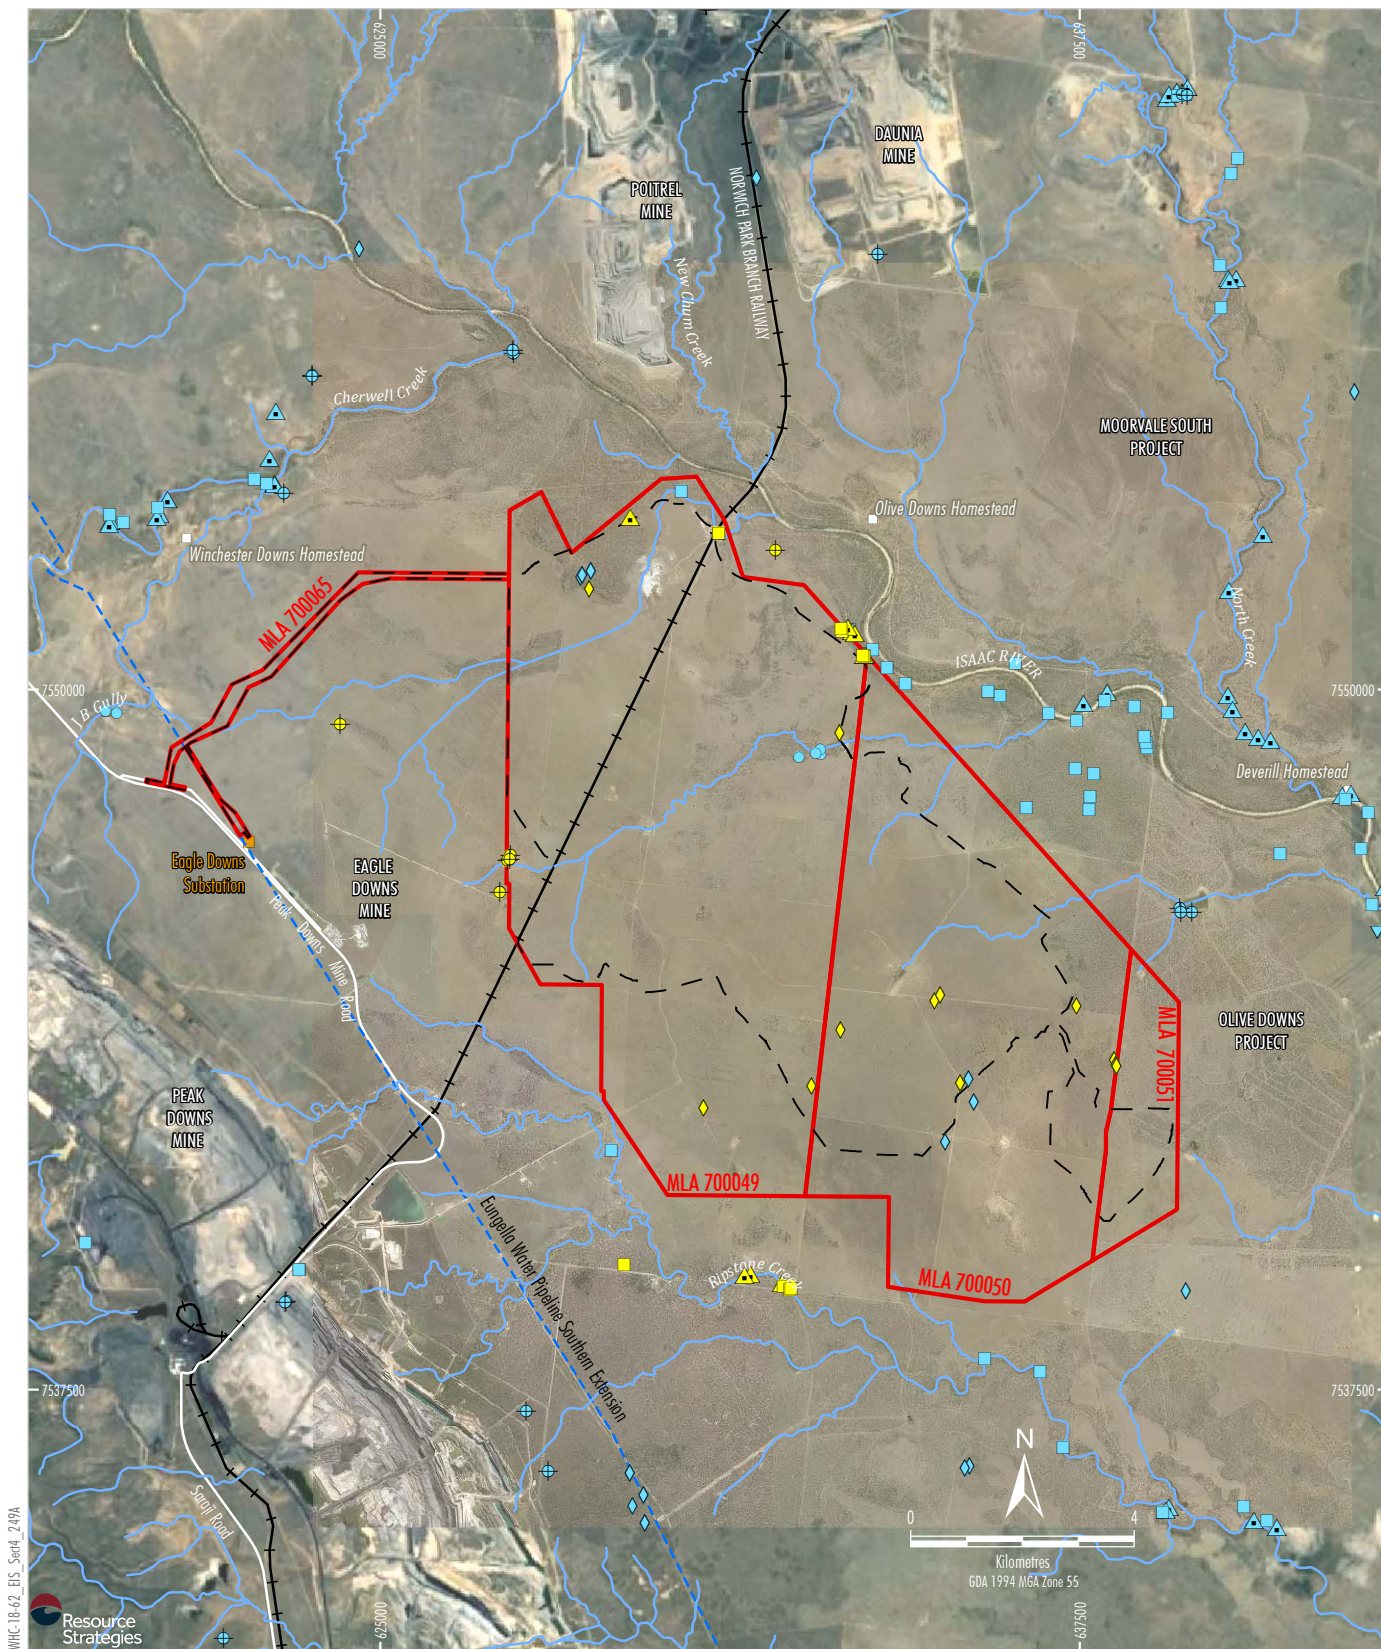 625000
637500
DAUNIA
MINE
POITREL
MINE
NORWICH PARK BRANCH RAILWAY
New Chum Creek
Cherwell Creek
MOORVALE SOUTH
PROJECT
Olive Downs Homestead
Winchester Downs Homestead
MLA 700065
North Creek
ISAAC RIVER
7550000
7550000
J B Gully
Deverill Homestead
Eagle Downs
Substation
EAGLE
DOWNS
MINE
Peak Downs Mine Road
MLA 700051
OLIVE DOWNS
PROJECT
PEAK
DOWNS
MINE
MLA 700049
Eungella Water Pipeline Southern Extension
Ripstone Creek
MLA 700050
7537500
7537500
N
Saraji Road
0
4
Kilometres
GDA 1994 MGA Zone 55
WHC-18-62_EIS_Sect4_249A
Resource
Strategies
625000
637500